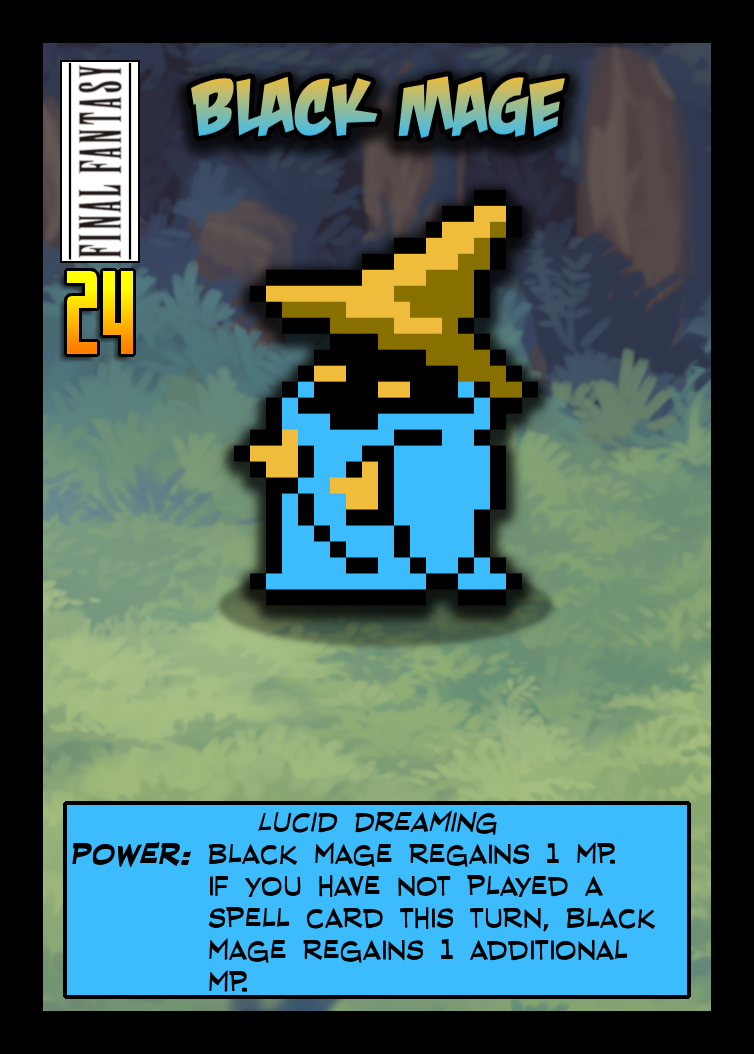 FINAL FANTASY
BLACK MAGE
24
LUCID DREAMING
POWER: BLACK MAGE REGAINS 1 MP.
IF YOU HAVE NOT PLAYED A
SPELL CARD THIS TURN, BLACK
MAGE REGAINS 1 ADDITIONAL
MP.